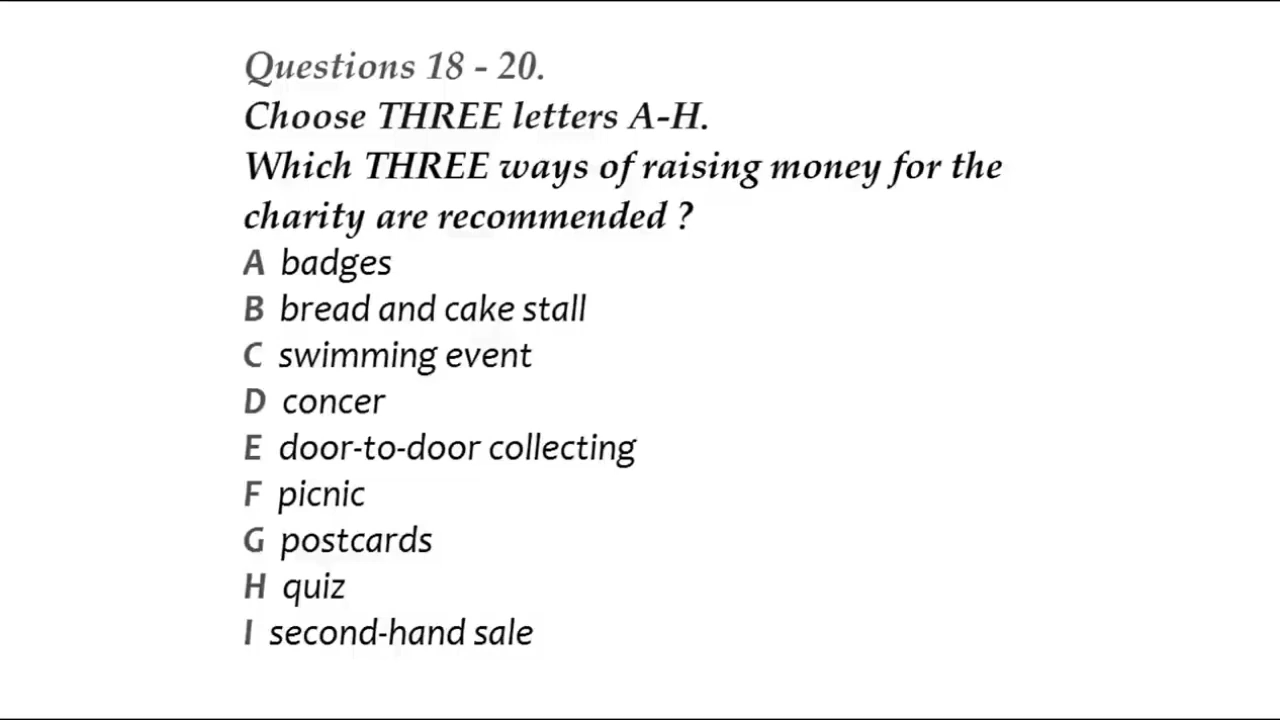 Questions 18 - 20.
Choose THREE letters A-H.
Which THREE ways of raising money for the
charity are recommended ?
A badges
B bread and cake stall
C swimming event
D concer
E door-to-door collecting
F picnic
G postcards
H quiz
I second-hand sale